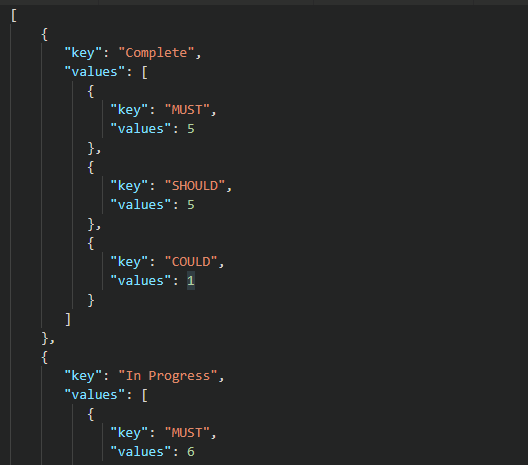 [
    {
        "key": "Complete",
        "values": [
            {
                "key": "MUST",
                "values": 5
            },
            {
                "key": "SHOULD",
                "values": 5
            },
            {
                "key": "COULD",
                "values": 1
            }
        ]
    },
    {
        "key": "In Progress",
        "values": [
            {
                "key": "MUST",
                "values": 6